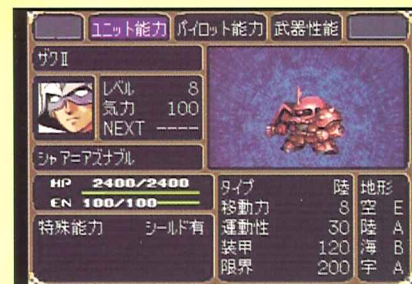 ユニット能力 パイロット能力 武器性能
ザクⅡ
レベル 8
気力 100
NEXT ----
シャア=アズナブル
HP 2400/2400
EN 100/100
特殊能力 シールド有
タイプ 陸
移動力 8
運動性 30
装甲 120
限界 200
地形
空 E
陸 A
海 B
宇 A